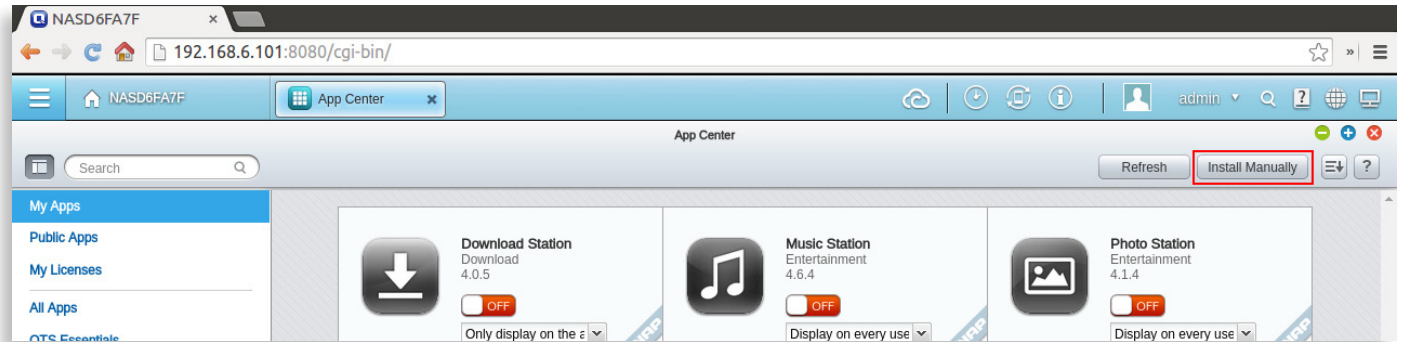 NASD6FA7F ×
192.168.6.101:8080/cgi-bin/
NASD6FA7F App Center × admin ?
App Center
Search Refresh Install Manually ?
My Apps
Public Apps
My Licenses
All Apps
QTS Essentials
Download Station
Download
4.0.5
OFF
Only display on the a
Music Station
Entertainment
4.6.4
OFF
Display on every use
Photo Station
Entertainment
4.1.4
OFF
Display on every use